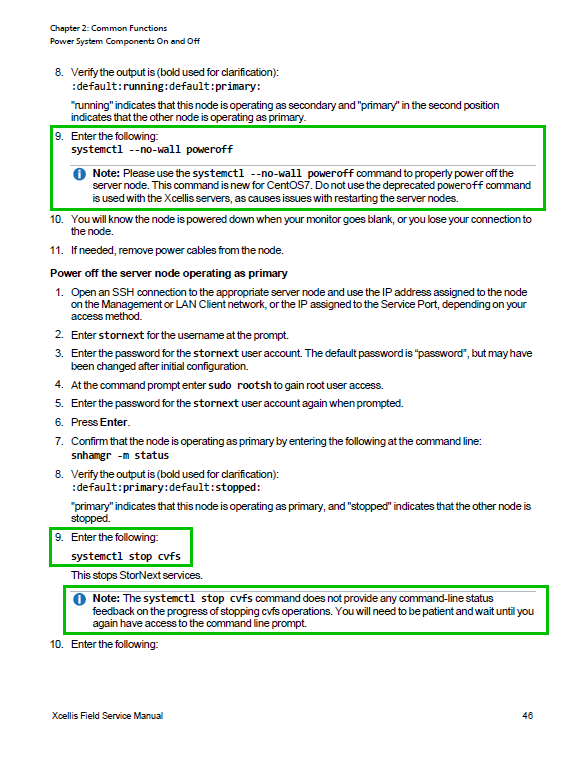 Chapter 2: Common Functions
Power System Components On and Off
8. Verify the output is (bold used for clarification):
:default:running:default:primary:
"running" indicates that this node is operating as secondary and "primary" in the second position
indicates that the other node is operating as primary.
9. Enter the following:
systemctl --no-wall poweroff
Note: Please use the systemctl --no-wall poweroff command to properly power off the
server node. This command is new for CentOS7. Do not use the deprecated poweroff command
is used with the Xcellis servers, as causes issues with restarting the server nodes.
10. You will know the node is powered down when your monitor goes blank, or you lose your connection to
the node.
11. If needed, remove power cables from the node.
Power off the server node operating as primary
1. Open an SSH connection to the appropriate server node and use the IP address assigned to the node
on the Management or LAN Client network, or the IP assigned to the Service Port, depending on your
access method.
2. Enter stornext for the username at the prompt.
3. Enter the password for the stornext user account. The default password is “password”, but may have
been changed after initial configuration.
4. At the command prompt enter sudo rootsh to gain root user access.
5. Enter the password for the stornext user account again when prompted.
6. Press Enter.
7. Confirm that the node is operating as primary by entering the following at the command line:
snhamgr -m status
8. Verify the output is (bold used for clarification):
:default:primary:default:stopped:
"primary" indicates that this node is operating as primary, and "stopped" indicates that the other node is
stopped.
9. Enter the following:
systemctl stop cvfs
This stops StorNext services.
Note: The systemctl stop cvfs command does not provide any command-line status
feedback on the progress of stopping cvfs operations. You will need to be patient and wait until you
again have access to the command line prompt.
10. Enter the following:
Xcellis Field Service Manual 46